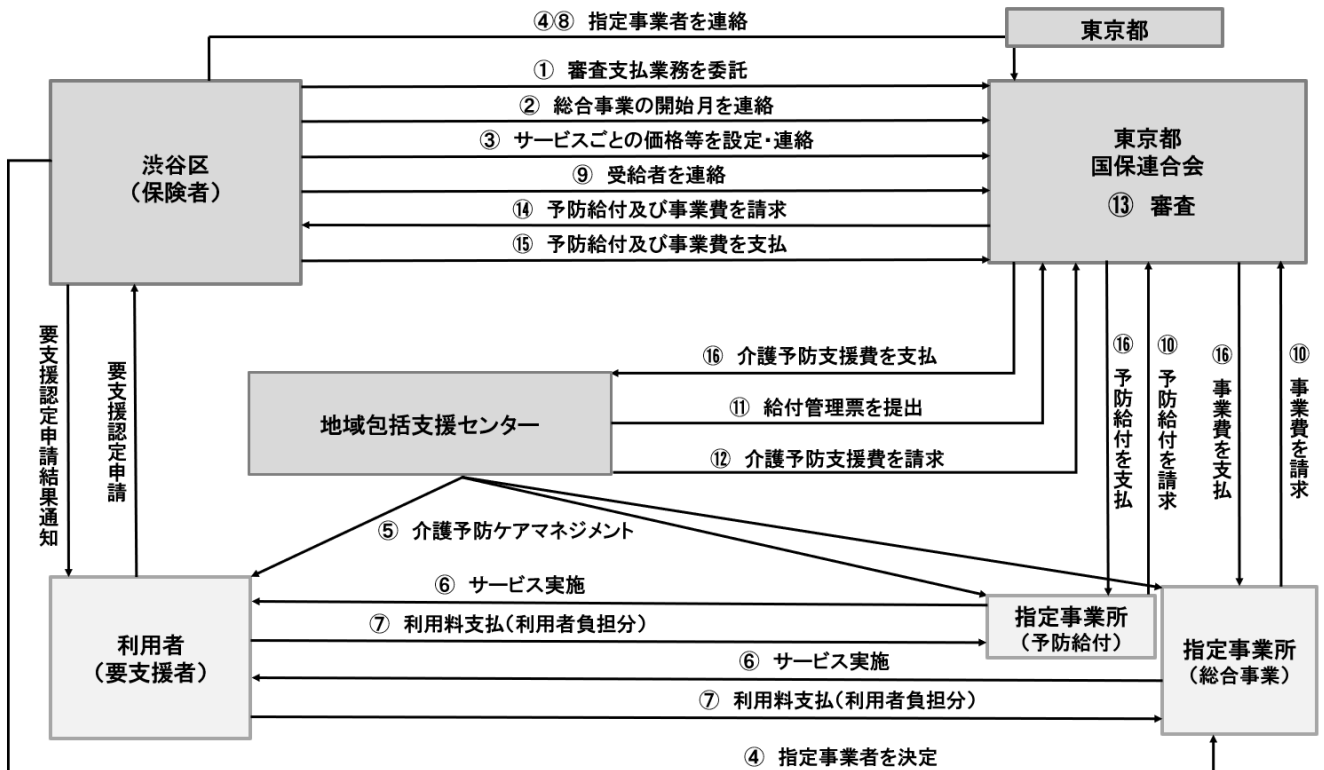 ④⑧ 指定事業者を連絡
東京都
① 審査支払業務を委託
② 総合事業の開始月を連絡
③ サービスごとの価格等を設定・連絡
渋谷区
（保険者）
東京都
国保連合会
⑬ 審査
⑨ 受給者を連絡
⑭ 予防給付及び事業費を請求
⑮ 予防給付及び事業費を支払
要支援認定申請結果通知
要支援認定申請
⑯ 介護予防支援費を支払
地域包括支援センター
⑪ 給付管理票を提出
⑫ 介護予防支援費を請求
⑯ 予防給付を支払
⑩ 予防給付を請求
⑯ 事業費を支払
⑩ 事業費を請求
⑤ 介護予防ケアマネジメント
利用者
（要支援者）
⑥ サービス実施
⑦ 利用料支払（利用者負担分）
指定事業所
（予防給付）
⑥ サービス実施
⑦ 利用料支払（利用者負担分）
指定事業所
（総合事業）
④ 指定事業者を決定